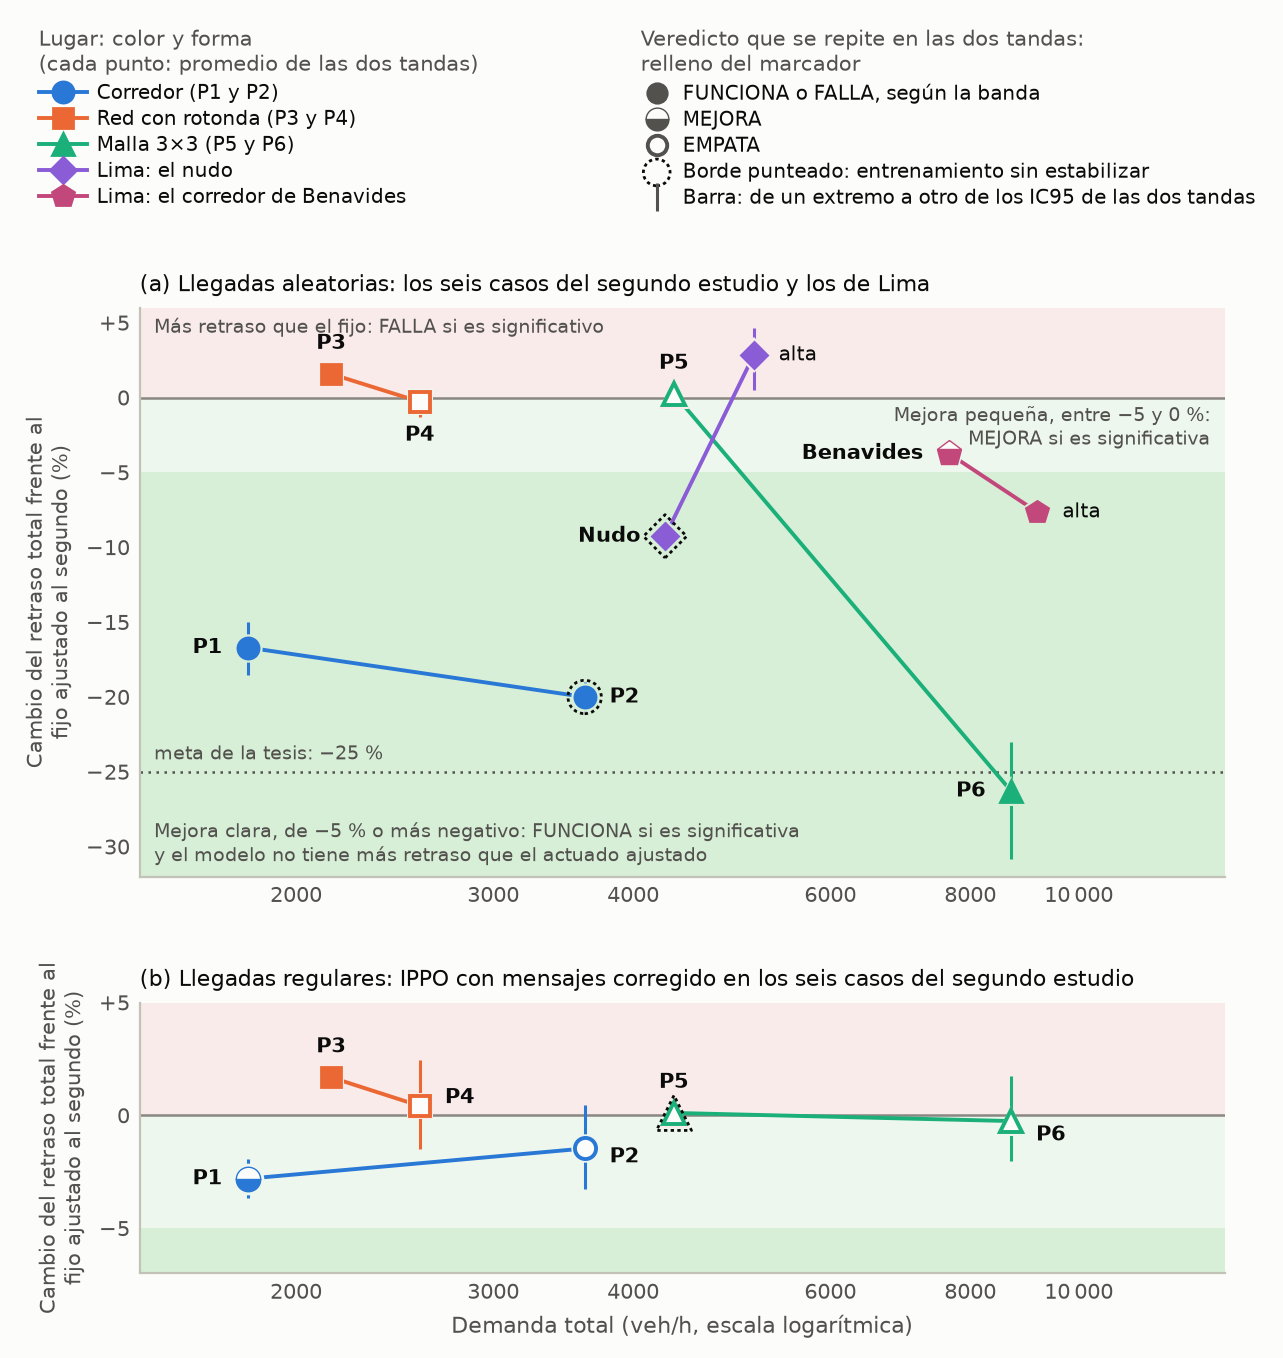 Lugar: color y forma
(cada punto: promedio de las dos tandas)
Corredor (P1 y P2)
Red con rotonda (P3 y P4)
Malla 3×3 (P5 y P6)
Lima: el nudo
Lima: el corredor de Benavides
Veredicto que se repite en las dos tandas:
relleno del marcador
FUNCIONA o FALLA, según la banda
MEJORA
EMPATA
Borde punteado: entrenamiento sin estabilizar
Barra: de un extremo a otro de los IC95 de las dos tandas
(a) Llegadas aleatorias: los seis casos del segundo estudio y los de Lima
Cambio del retraso total frente al
fijo ajustado al segundo (%)
+5
0
−5
−10
−15
−20
−25
−30
Más retraso que el fijo: FALLA si es significativo
P3
P4
P5
alta
Mejora pequeña, entre −5 y 0 %:
MEJORA si es significativa
Benavides
alta
Nudo
P1
P2
meta de la tesis: −25 %
P6
Mejora clara, de −5 % o más negativo: FUNCIONA si es significativa
y el modelo no tiene más retraso que el actuado ajustado
2000
3000
4000
6000
8000
10 000
(b) Llegadas regulares: IPPO con mensajes corregido en los seis casos del segundo estudio
Cambio del retraso total frente al
fijo ajustado al segundo (%)
+5
0
−5
P3
P4
P5
P6
P1
P2
2000
3000
4000
6000
8000
10 000
Demanda total (veh/h, escala logarítmica)